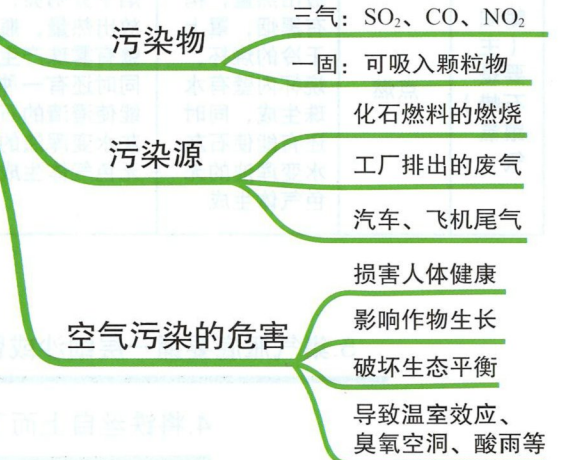 三气：SO₂、CO、NO₂
污染物
一固：可吸入颗粒物
化石燃料的燃烧
污染源
工厂排出的废气
汽车、飞机尾气
损害人体健康
影响作物生长
空气污染的危害
破坏生态平衡
导致温室效应、
臭氧空洞、酸雨等